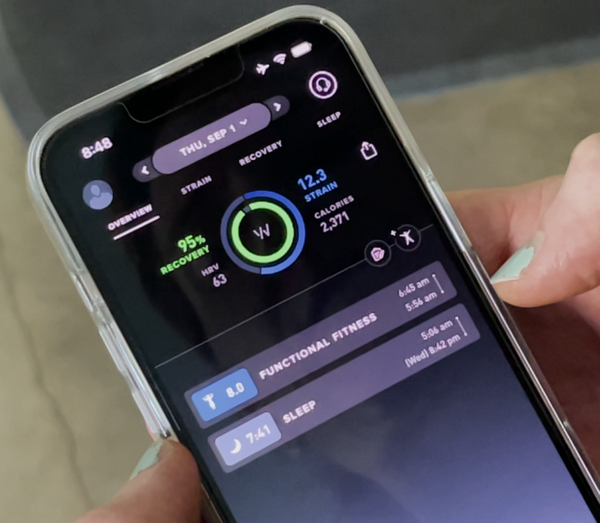 8:48
THU, SEP 1
SLEEP
OVERVIEW
STRAIN
RECOVERY
95%
RECOVERY
HRV
63
W
12.3
STRAIN
CALORIES
2,371
8.0
FUNCTIONAL FITNESS
6:45 am
5:56 am
7:41
SLEEP
5:06 am
(Wed) 8:42 pm